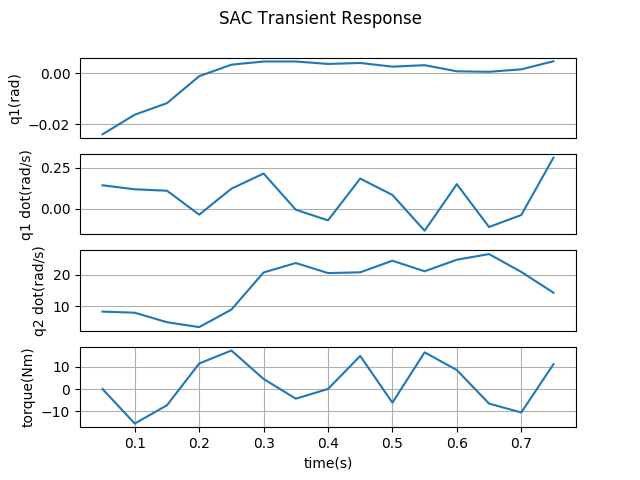 SAC Transient Response
q1(rad)
0.00
−0.02
q1 dot(rad/s)
0.25
0.00
q2 dot(rad/s)
20
10
torque(Nm)
10
0
−10
0.1 0.2 0.3 0.4 0.5 0.6 0.7
time(s)